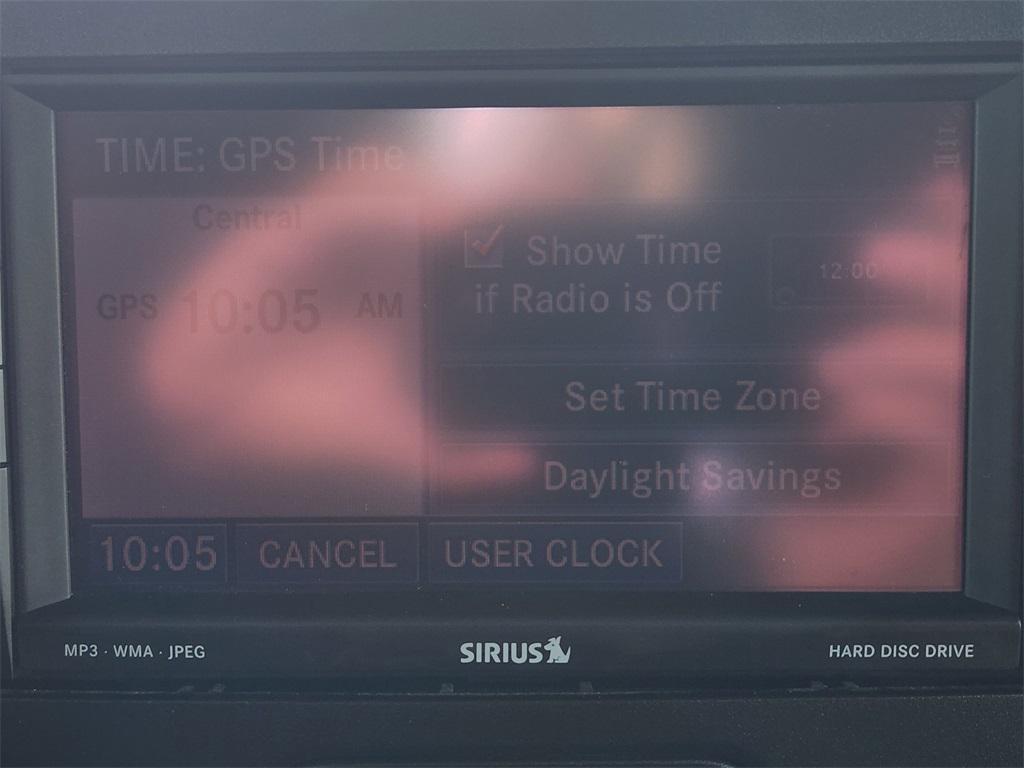 TIME: GPS Time
Central
GPS 10:05 AM
Show Time
if Radio is Off
12:00
Set Time Zone
Daylight Savings
10:05 CANCEL USER CLOCK
MP3 · WMA · JPEG SIRIUS HARD DISC DRIVE